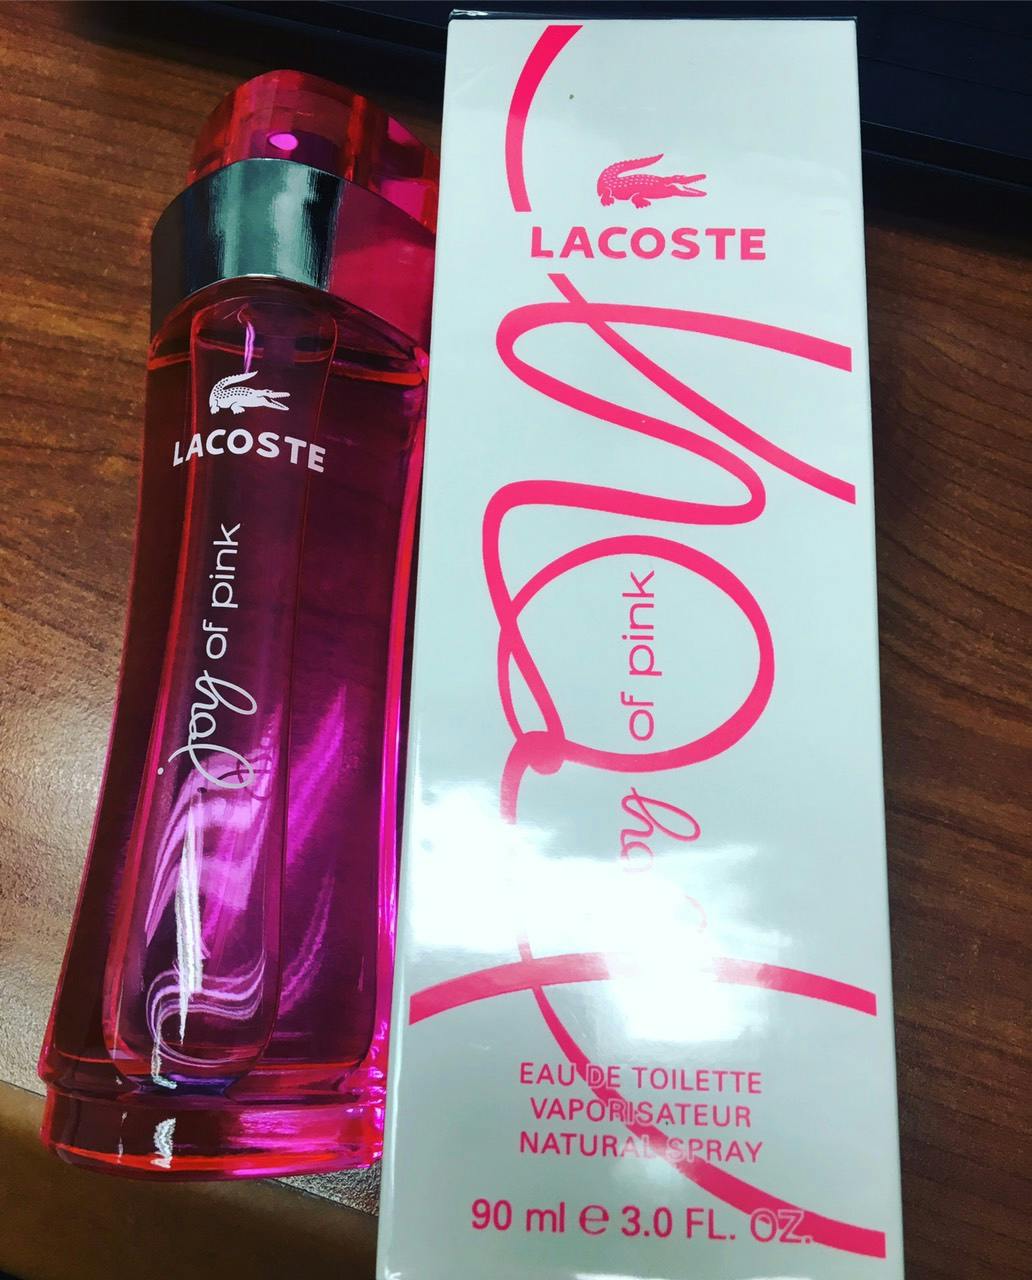 LACOSTE
Joy of pink
LACOSTE
of pink
EAU DE TOILETTE
VAPORISATEUR
NATURAL SPRAY
90 ml e 3.0 FL. OZ.